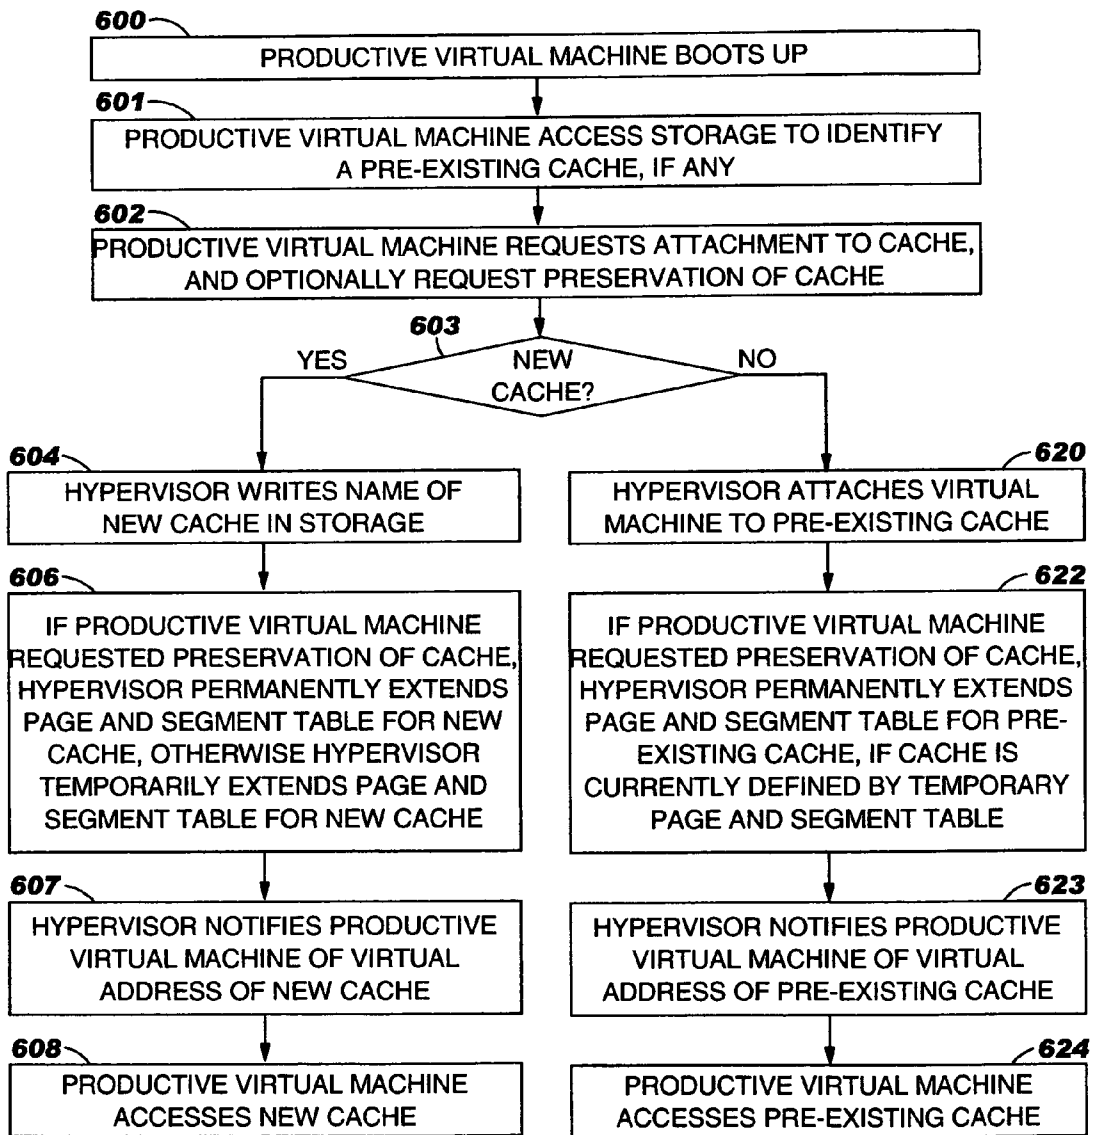 600
PRODUCTIVE VIRTUAL MACHINE BOOTS UP
601
PRODUCTIVE VIRTUAL MACHINE ACCESS STORAGE TO IDENTIFY
A PRE-EXISTING CACHE, IF ANY
602
PRODUCTIVE VIRTUAL MACHINE REQUESTS ATTACHMENT TO CACHE,
AND OPTIONALLY REQUEST PRESERVATION OF CACHE
603
YES
NEW
CACHE?
NO
604
HYPERVISOR WRITES NAME OF
NEW CACHE IN STORAGE
606
IF PRODUCTIVE VIRTUAL MACHINE
REQUESTED PRESERVATION OF CACHE,
HYPERVISOR PERMANENTLY EXTENDS
PAGE AND SEGMENT TABLE FOR NEW
CACHE, OTHERWISE HYPERVISOR
TEMPORARILY EXTENDS PAGE AND
SEGMENT TABLE FOR NEW CACHE
607
HYPERVISOR NOTIFIES PRODUCTIVE
VIRTUAL MACHINE OF VIRTUAL
ADDRESS OF NEW CACHE
608
PRODUCTIVE VIRTUAL MACHINE
ACCESSES NEW CACHE
620
HYPERVISOR ATTACHES VIRTUAL
MACHINE TO PRE-EXISTING CACHE
622
IF PRODUCTIVE VIRTUAL MACHINE
REQUESTED PRESERVATION OF CACHE,
HYPERVISOR PERMANENTLY EXTENDS
PAGE AND SEGMENT TABLE FOR PRE-
EXISTING CACHE, IF CACHE IS
CURRENTLY DEFINED BY TEMPORARY
PAGE AND SEGMENT TABLE
623
HYPERVISOR NOTIFIES PRODUCTIVE
VIRTUAL MACHINE OF VIRTUAL
ADDRESS OF PRE-EXISTING CACHE
624
PRODUCTIVE VIRTUAL MACHINE
ACCESSES PRE-EXISTING CACHE